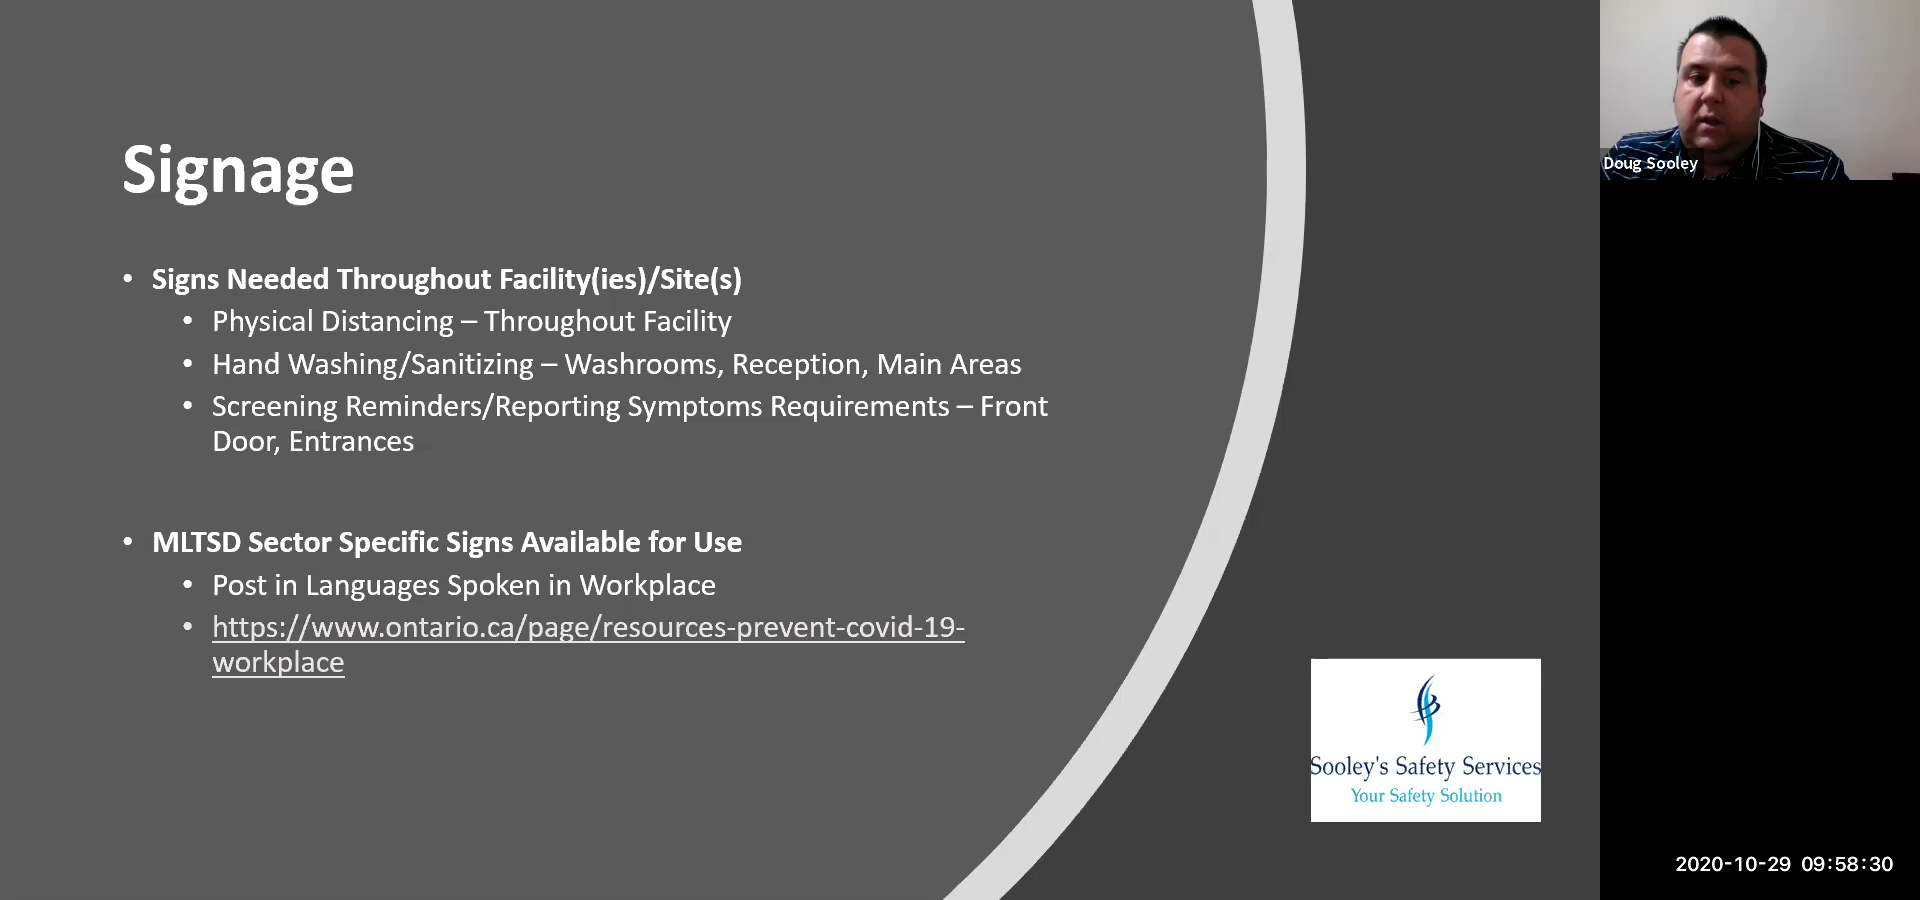 Signage
• Signs Needed Throughout Facility(ies)/Site(s)
• Physical Distancing – Throughout Facility
• Hand Washing/Sanitizing – Washrooms, Reception, Main Areas
• Screening Reminders/Reporting Symptoms Requirements – Front
Door, Entrances
• MLTSD Sector Specific Signs Available for Use
• Post in Languages Spoken in Workplace
• https://www.ontario.ca/page/resources-prevent-covid-19-
workplace
Sooley's Safety Services
Your Safety Solution
Doug Sooley
2020-10-29 09:58:30